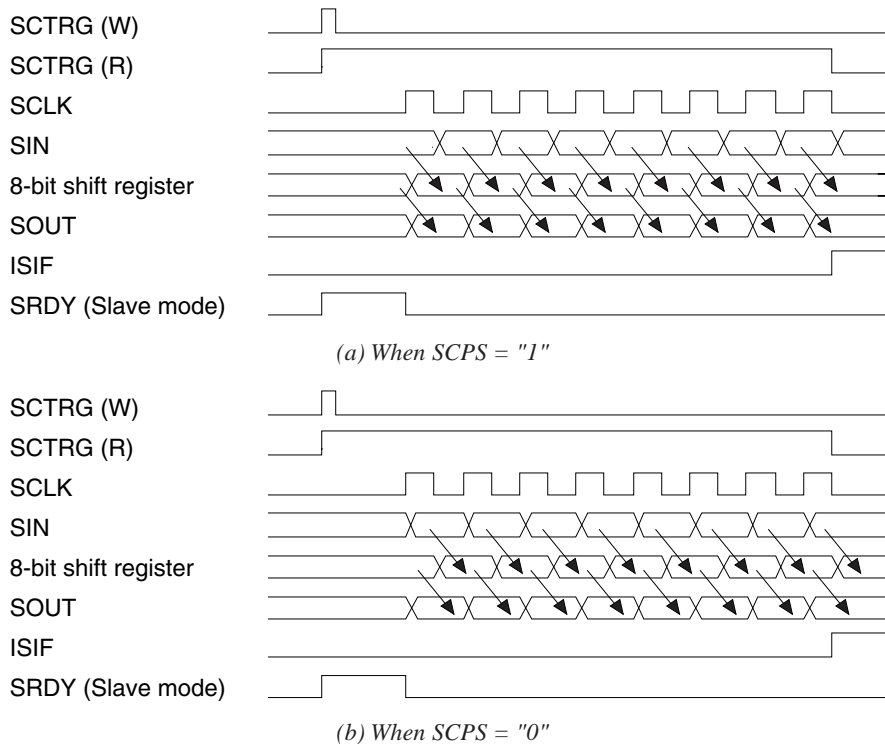 SCTRG (W)
SCTRG (R)
SCLK
SIN
8-bit shift register
SOUT
ISIF
SRDY (Slave mode)
(a) When SCPS = "1"
SCTRG (W)
SCTRG (R)
SCLK
SIN
8-bit shift register
SOUT
ISIF
SRDY (Slave mode)
(b) When SCPS = "0"